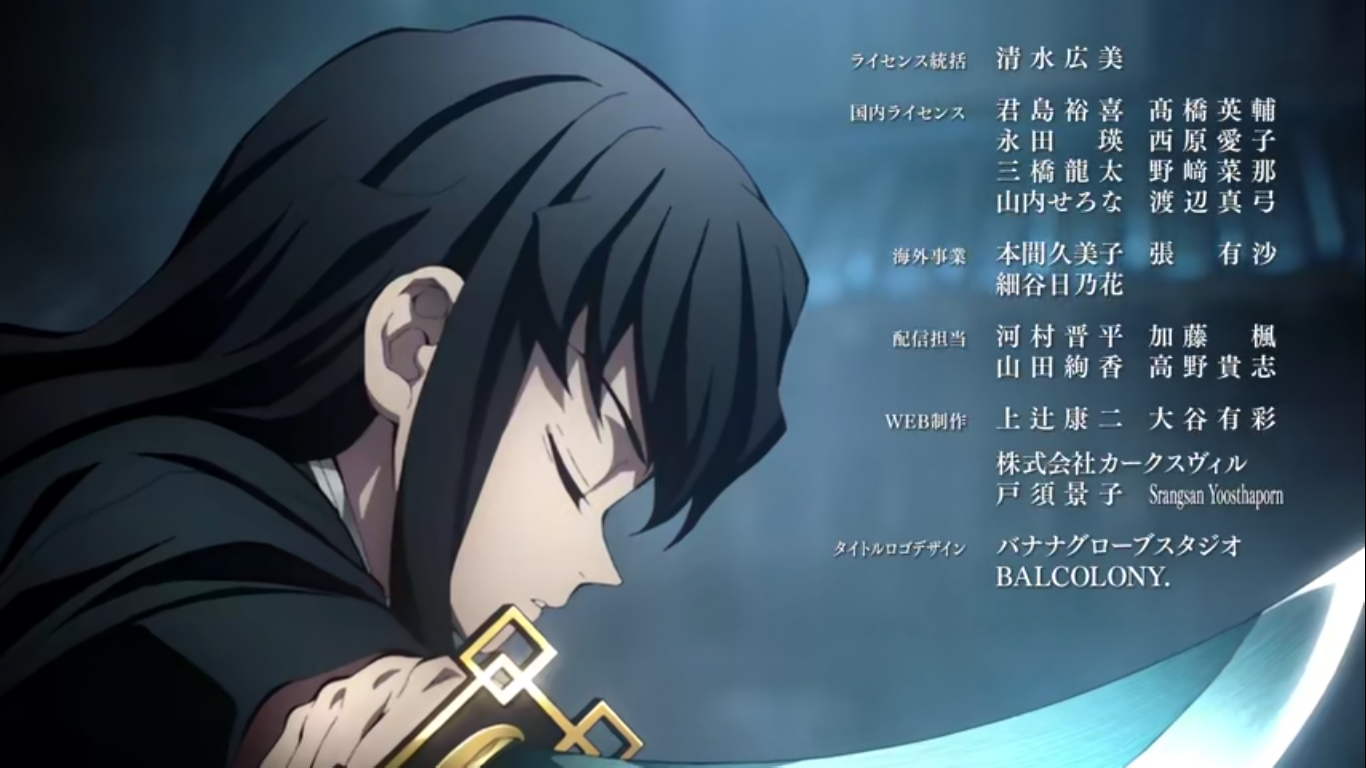 ライセンス統括 清水広美
国内ライセンス 君島裕喜 髙橋英輔
永田 瑛 西原愛子
三橋龍太 野﨑菜那
山内せろな 渡辺真弓
海外事業 本間久美子 張 有沙
細谷日乃花
配信担当 河村晋平 加藤 楓
山田絢香 高野貴志
WEB制作 上辻康二 大谷有彩
株式会社カークスヴィル
戸須景子 Srangsan Yoosthaporn
タイトルロゴデザイン バナナグローブスタジオ
BALCOLONY.